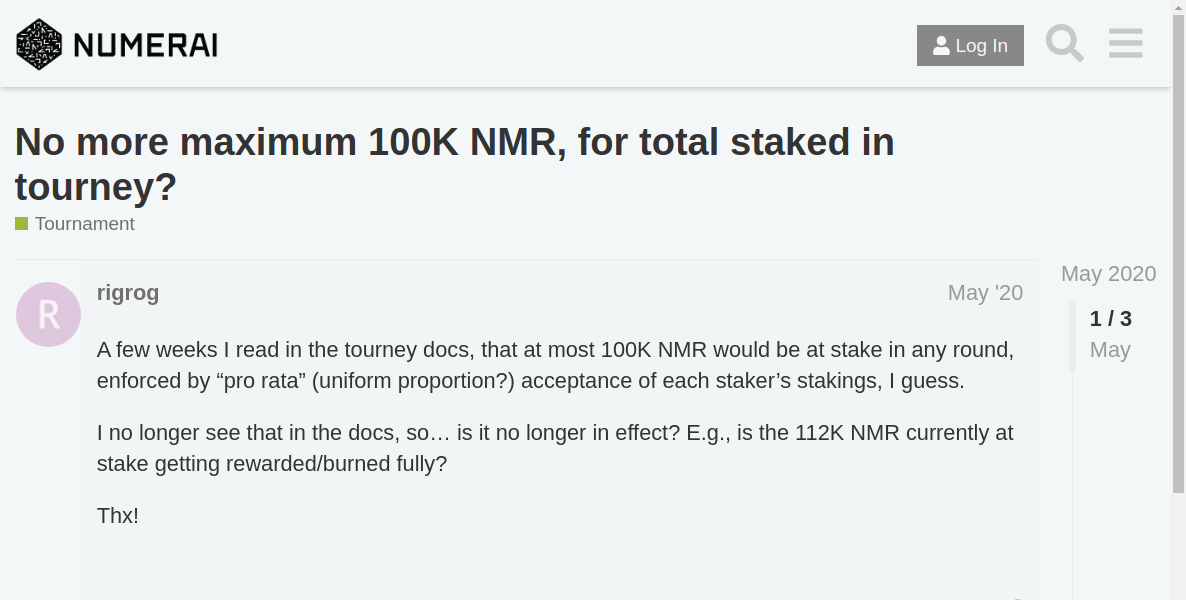 NUMERAI
Log In
No more maximum 100K NMR, for total staked in
tourney?
Tournament
May 2020
R
rigrog
May '20
1 / 3
May
A few weeks I read in the tourney docs, that at most 100K NMR would be at stake in any round,
enforced by “pro rata” (uniform proportion?) acceptance of each staker’s stakings, I guess.
I no longer see that in the docs, so… is it no longer in effect? E.g., is the 112K NMR currently at
stake getting rewarded/burned fully?
Thx!